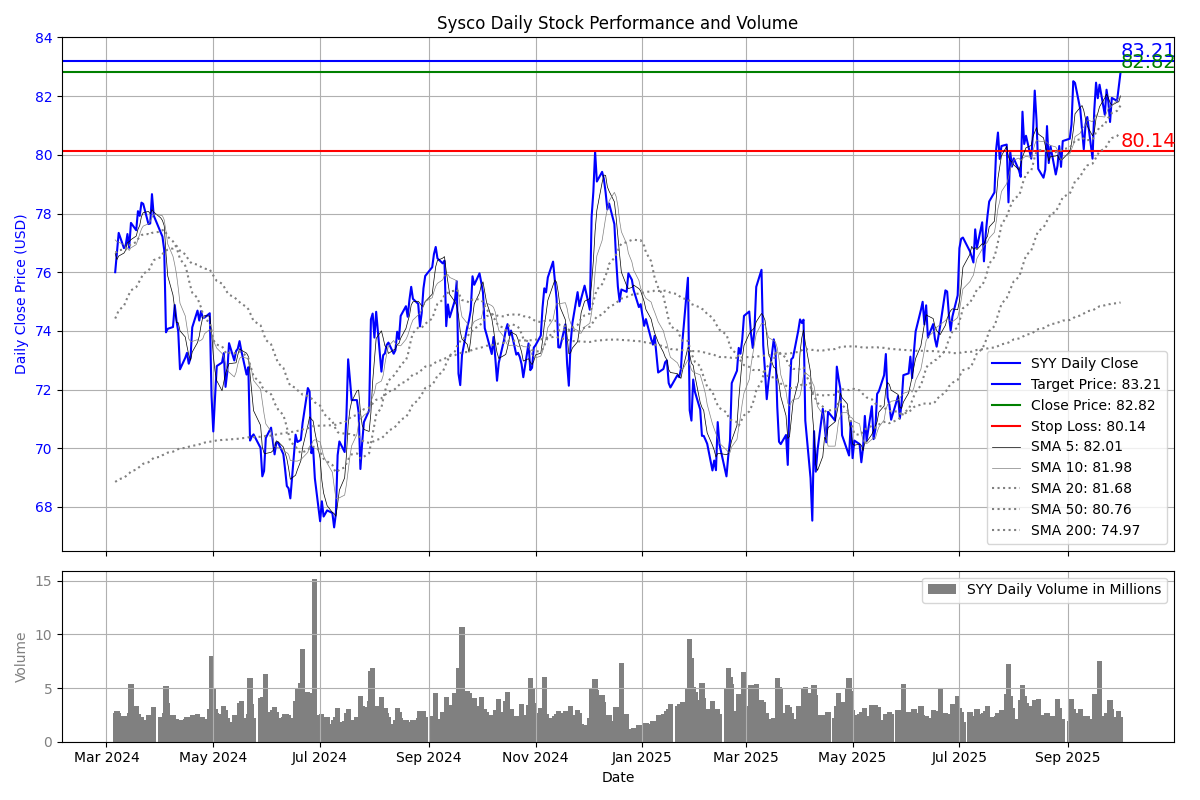 Sysco Daily Stock Performance and Volume
Daily Close Price (USD)
84
82
80
78
76
74
72
70
68
83.21
82.82
80.14
SYY Daily Close
Target Price: 83.21
Close Price: 82.82
Stop Loss: 80.14
SMA 5: 82.01
SMA 10: 81.98
SMA 20: 81.68
SMA 50: 80.76
SMA 200: 74.97
Volume
15
10
5
0
SYY Daily Volume in Millions
Mar 2024 May 2024 Jul 2024 Sep 2024 Nov 2024 Jan 2025 Mar 2025 May 2025 Jul 2025 Sep 2025
Date